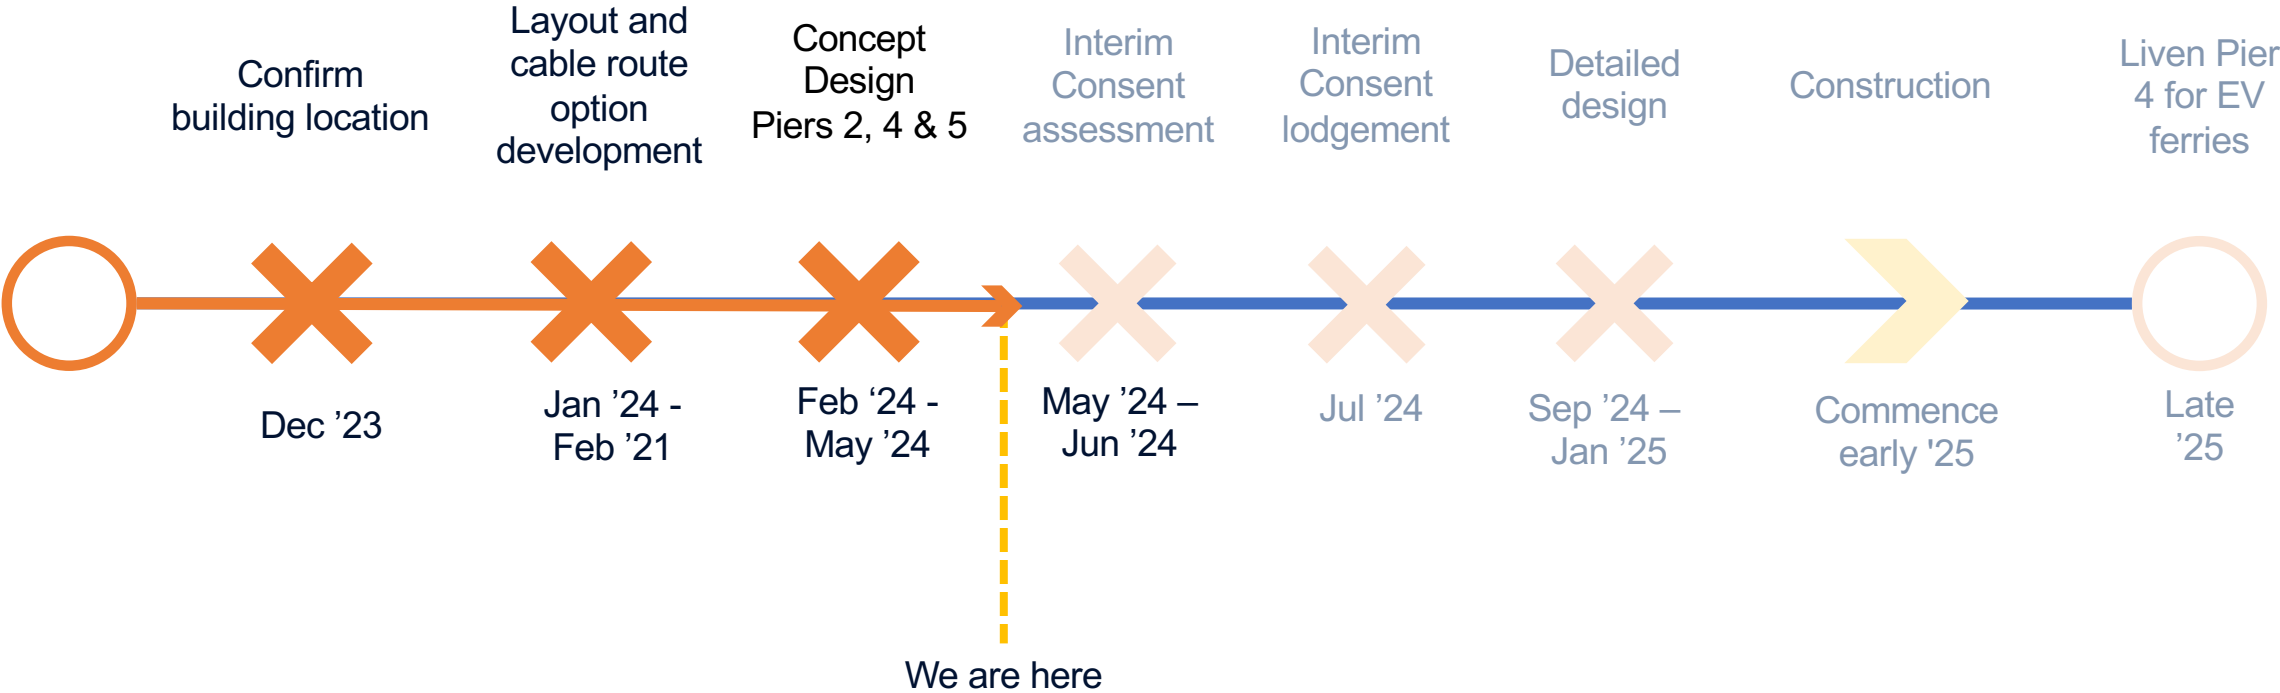 Confirm
building location
Layout and
cable route
option
development
Concept
Design
Piers 2, 4 & 5
Interim
Consent
assessment
Interim
Consent
lodgement
Detailed
design
Construction
Liven Pier
4 for EV
ferries
Dec ’23
Jan ’24 -
Feb ’21
Feb ‘24 -
May ’24
May ’24 –
Jun ’24
Jul ’24
Sep ’24 –
Jan ’25
Commence
early '25
Late
’25
We are here